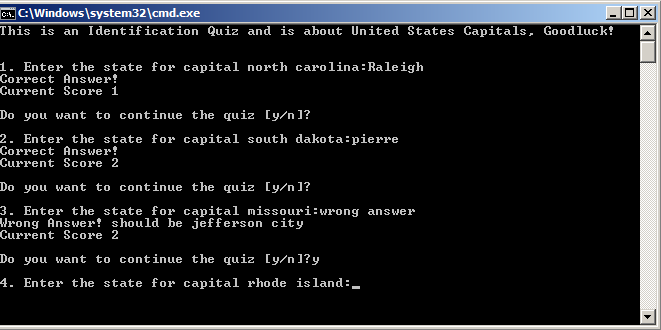 C:\Windows\system32\cmd.exe
This is an Identification Quiz and is about United States Capitals, Goodluck!
1. Enter the state for capital north carolina:Raleigh
Correct Answer!
Current Score 1
Do you want to continue the quiz [y/n]?
2. Enter the state for capital south dakota:pierre
Correct Answer!
Current Score 2
Do you want to continue the quiz [y/n]?
3. Enter the state for capital missouri:wrong answer
Wrong Answer! should be jefferson city
Current Score 2
Do you want to continue the quiz [y/n]?y
4. Enter the state for capital rhode island:_